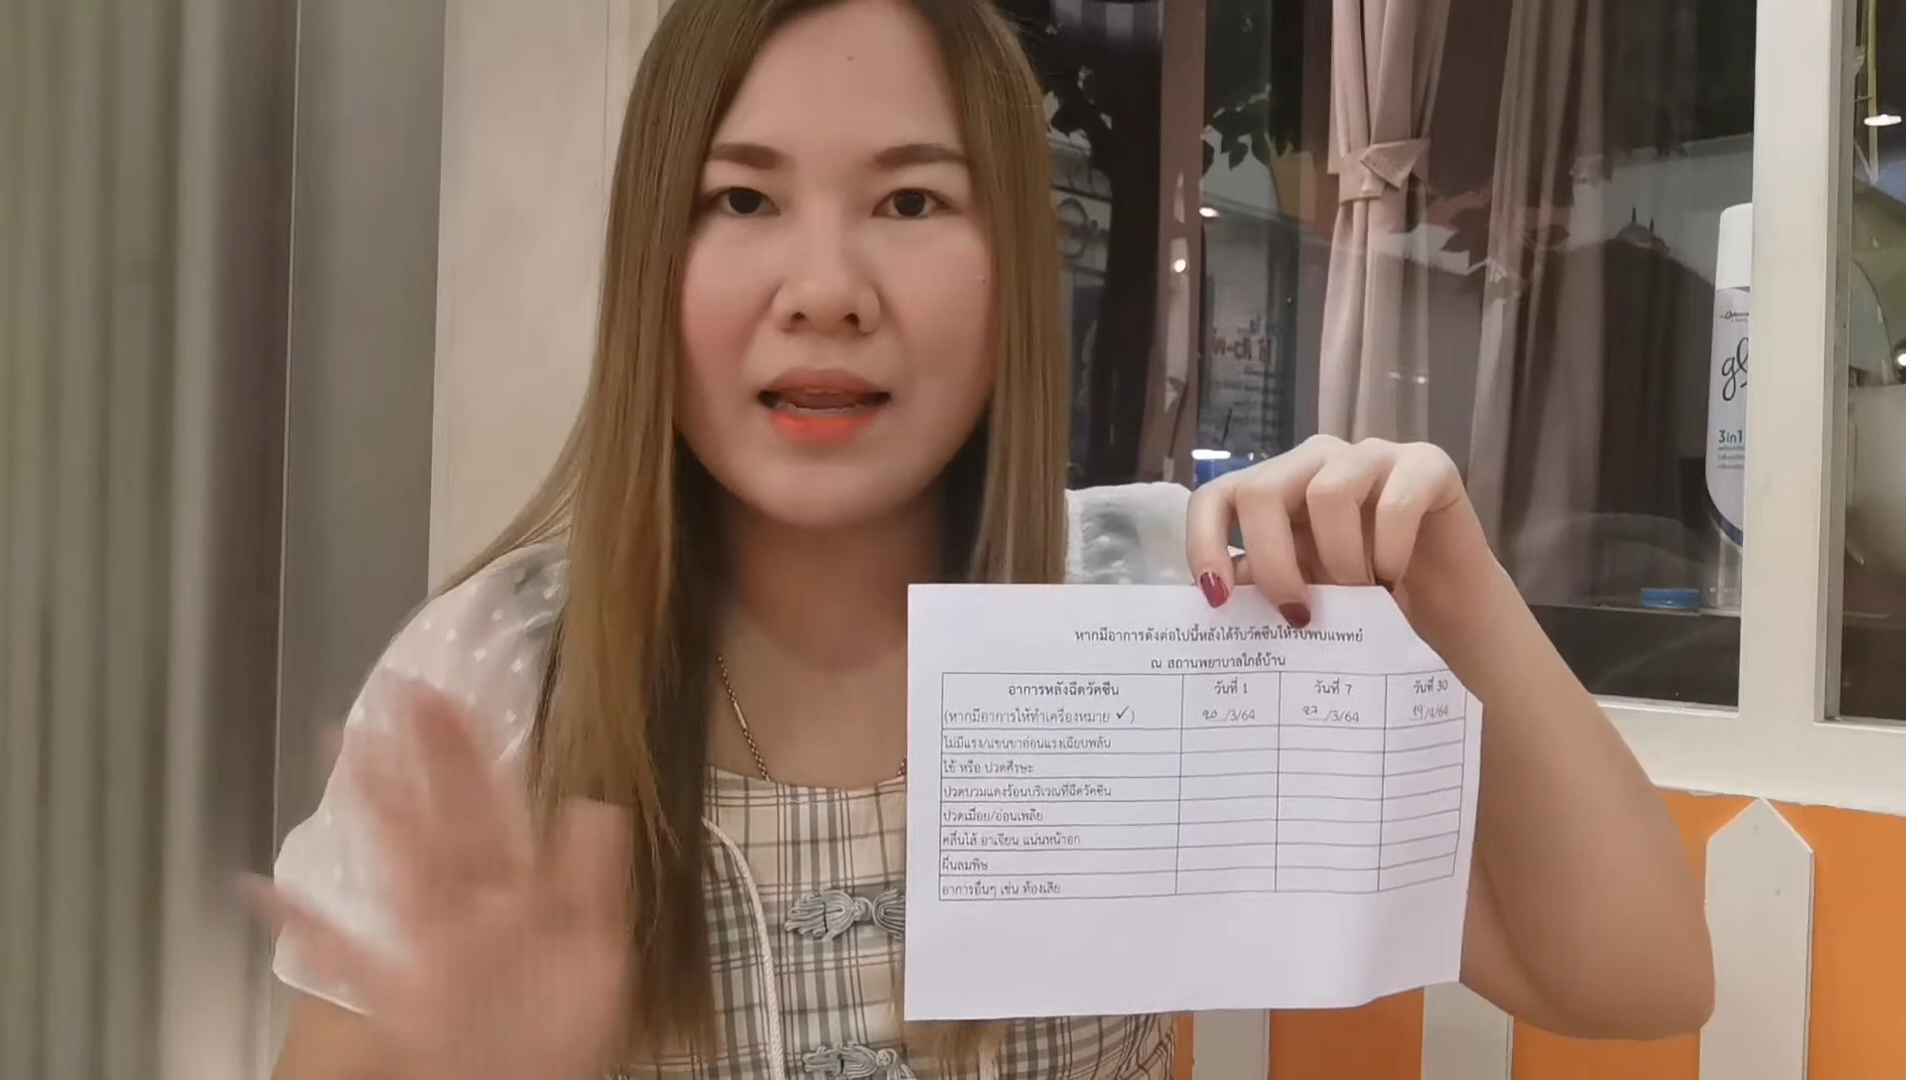 หากมีอาการดังต่อไปนี้หลังได้รับวัคซีนให้รีบพบแพทย์
ณ สถานพยาบาลใกล้บ้าน
อาการหลังฉีดวัคซีน วันที่ 1 วันที่ 7 วันที่ 30
(หากมีอาการให้ทำเครื่องหมาย ✓) 20/3/64 27/3/64 19/4/64
ไม่มีแรง/แขนขาอ่อนแรงเฉียบพลัน
ไข้ หรือ ปวดศีรษะ
ปวดบวมแดงร้อนบริเวณที่ฉีดวัคซีน
ปวดเมื่อย/อ่อนเพลีย
คลื่นไส้ อาเจียน แน่นหน้าอก
ผื่นลมพิษ
อาการอื่นๆ เช่น ท้องเสีย
3in1